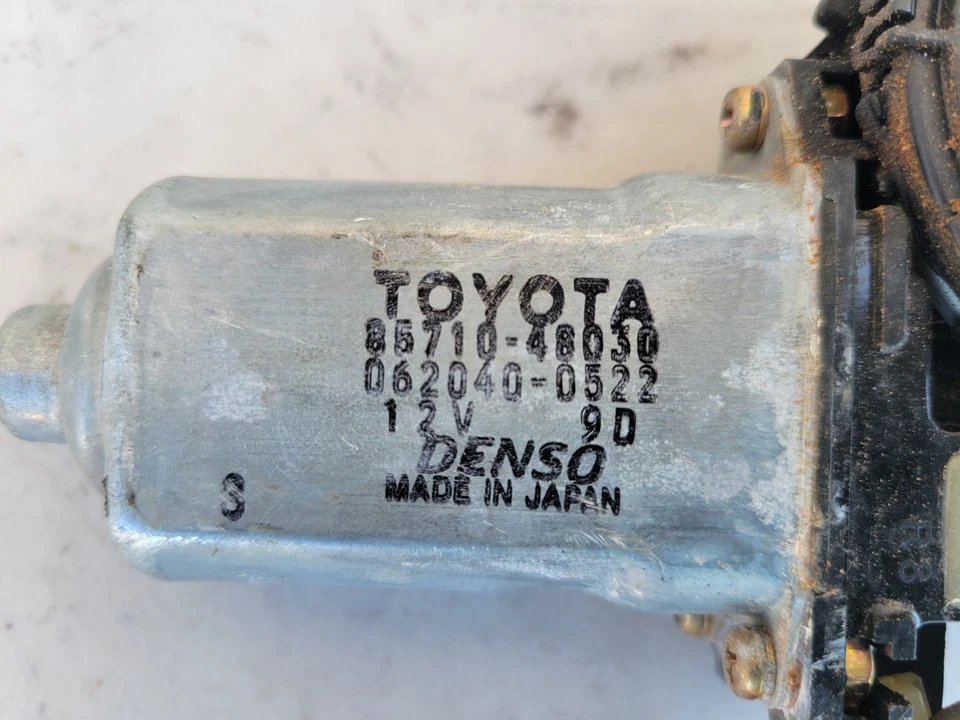 TOYOTA
85710-48030
062040-0522
12V 9D
DENSO
MADE IN JAPAN
S